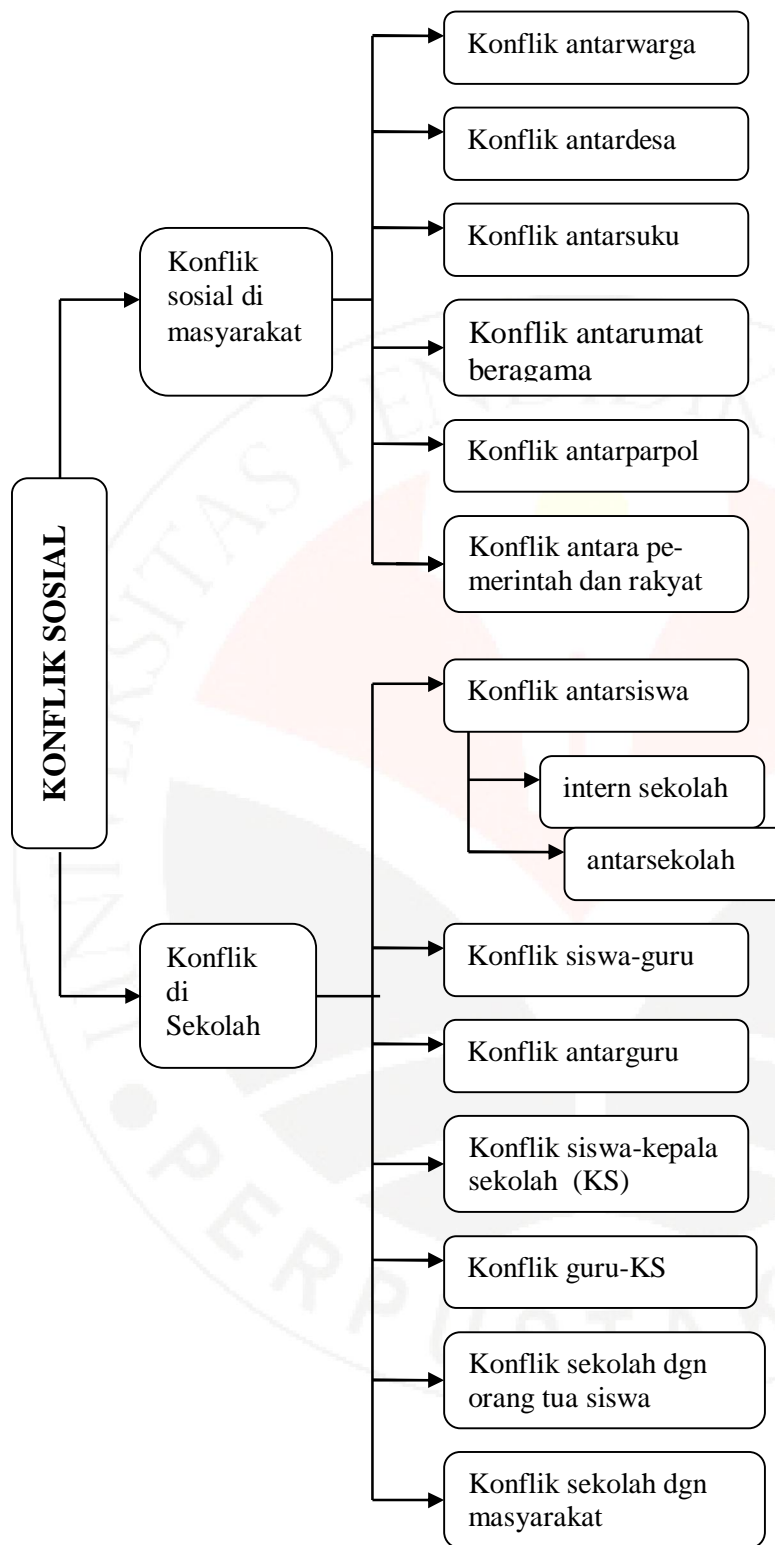 Konflik antarwarga
Konflik antardesa
Konflik antarsuku
Konflik
sosial di
masyarakat
Konflik antarumat
beragama
Konflik antarparpol
KONFLIK SOSIAL
Konflik antara pe-
merintah dan rakyat
Konflik antarsiswa
intern sekolah
antarsekolah
Konflik
di
Sekolah
Konflik siswa-guru
Konflik antarguru
Konflik siswa-kepala
sekolah (KS)
Konflik guru-KS
Konflik sekolah dgn
orang tua siswa
Konflik sekolah dgn
masyarakat